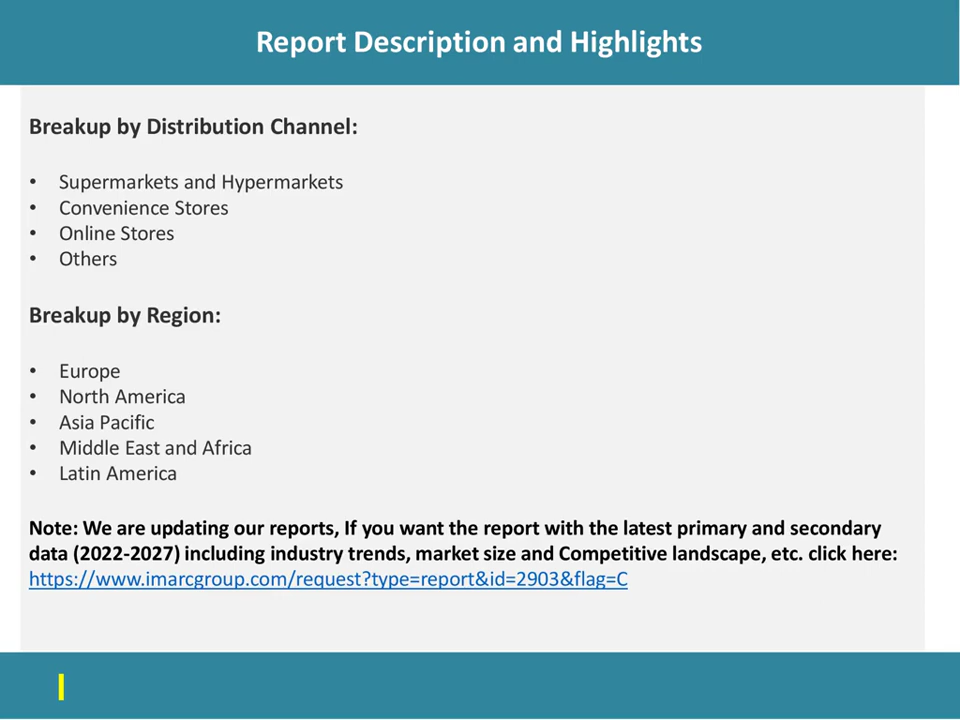 Report Description and Highlights
Breakup by Distribution Channel:
• Supermarkets and Hypermarkets
• Convenience Stores
• Online Stores
• Others
Breakup by Region:
• Europe
• North America
• Asia Pacific
• Middle East and Africa
• Latin America
Note: We are updating our reports, If you want the report with the latest primary and secondary
data (2022-2027) including industry trends, market size and Competitive landscape, etc. click here:
https://www.imarcgroup.com/request?type=report&id=2903&flag=C